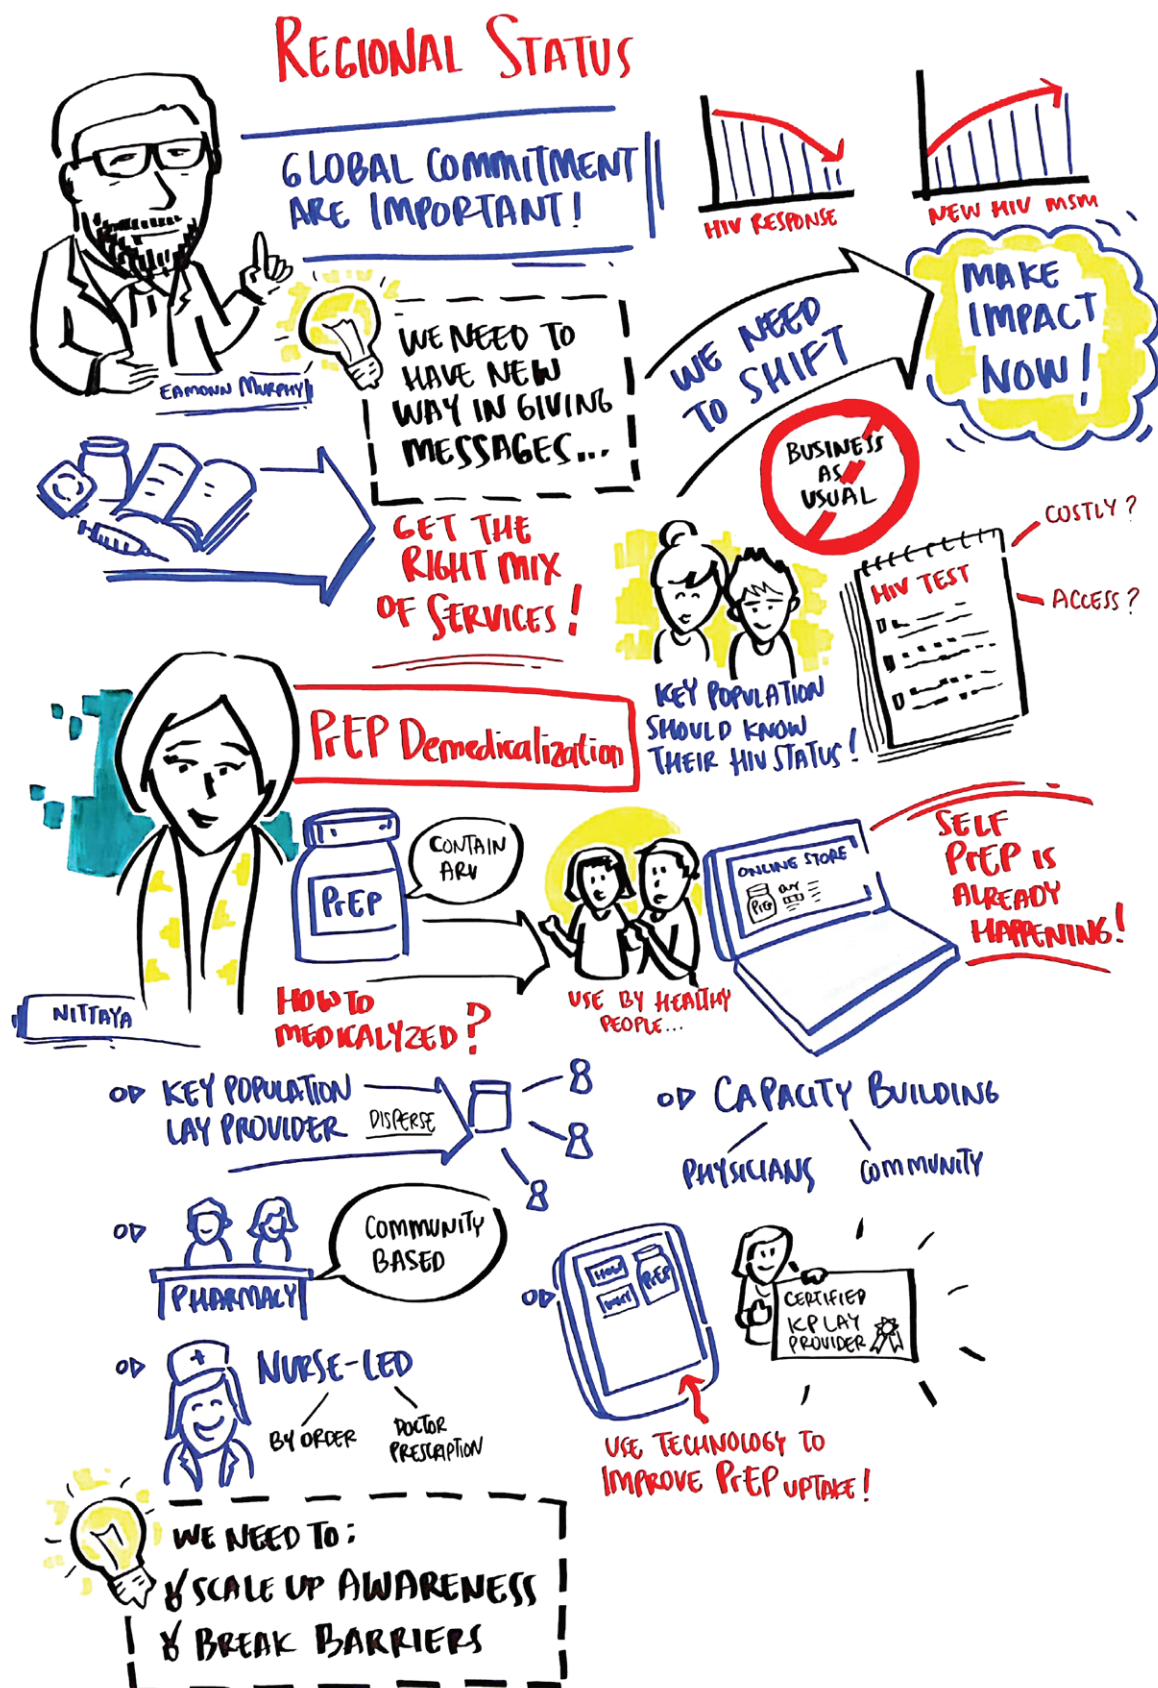 REGIONAL STATUS
GLOBAL COMMITMENT
ARE IMPORTANT!
HIV RESPONSE
NEW HIV MSM
EAMONN MURPHY
WE NEED TO
HAVE NEW
WAY IN GIVING
MESSAGES...
WE NEED
TO SHIFT
MAKE
IMPACT
NOW!
BUSINESS
AS
USUAL
GET THE
RIGHT MIX
OF SERVICES!
KEY POPULATION
SHOULD KNOW
THEIR HIV STATUS!
HIV TEST
COSTLY?
ACCESS?
PrEP Demedicalization
NITTAYA
PrEP
CONTAIN
ARV
HOW TO
MEDICALYZED?
USE BY HEALTHY
PEOPLE...
ONLINE STORE
PrEP
SELF
PrEP IS
ALREADY
HAPPENING!
KEY POPULATION
LAY PROVIDER
DISPERSE
CAPACITY BUILDING
PHYSICIANS
COMMUNITY
PHARMACY
COMMUNITY
BASED
NURSE-LED
BY ORDER
DOCTOR
PRESCRIPTION
HOW
WHY
PrEP
CERTIFIED
KP LAY
PROVIDER
USE TECHNOLOGY TO
IMPROVE PrEP UPTAKE!
WE NEED TO:
SCALE UP AWARENESS
BREAK BARRIERS